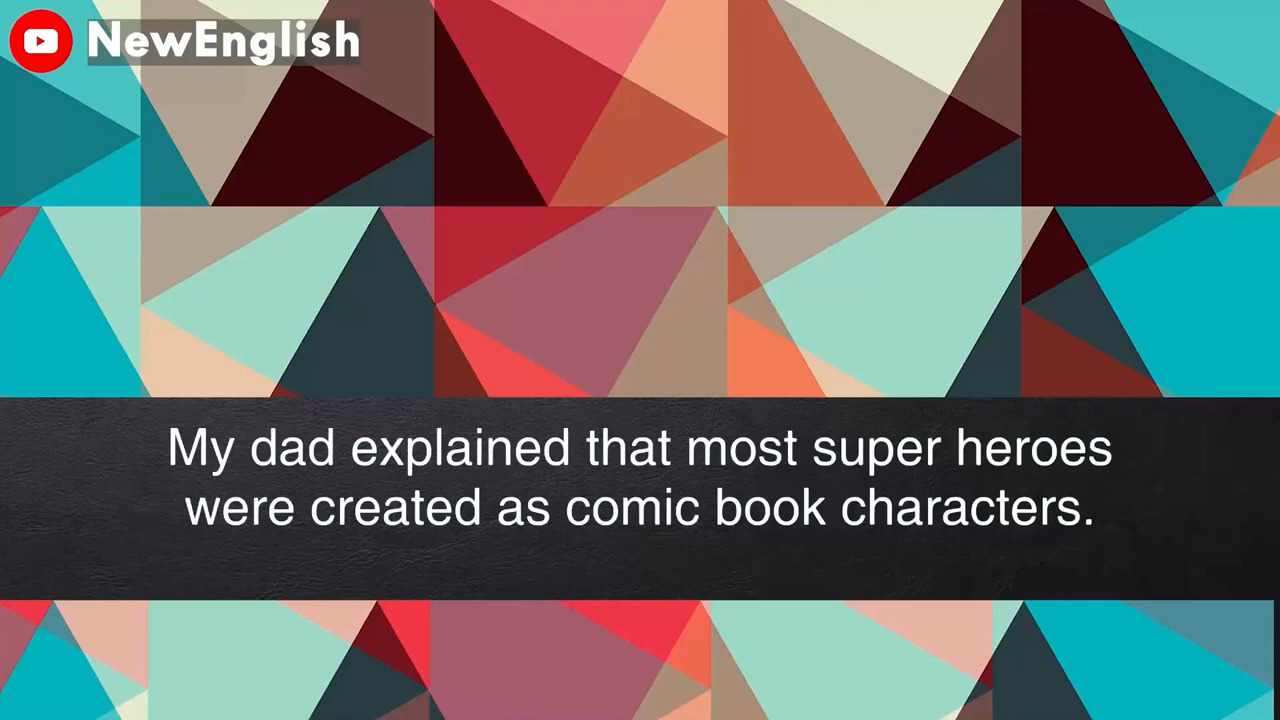 NewEnglish
My dad explained that most super heroes
were created as comic book characters.